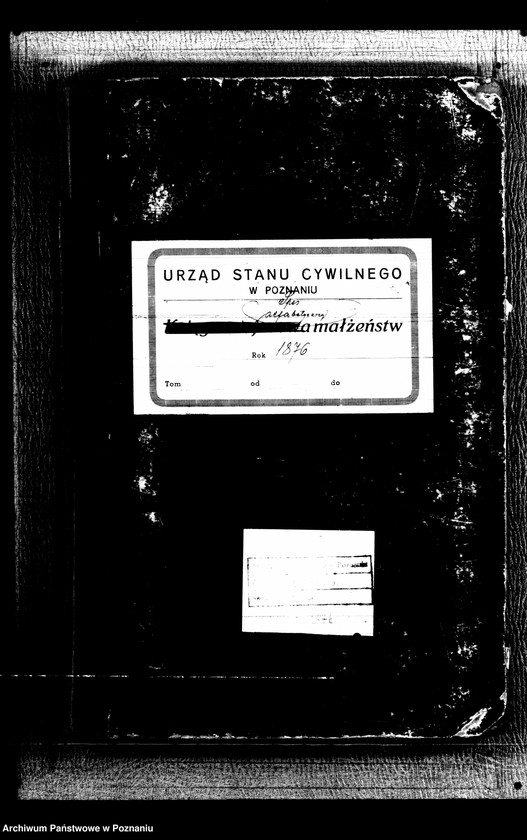 URZĄD STANU CYWILNEGO
W POZNANIU
Spis
alfabetyczny
małżeństw
Rok 1876
Tom od do
Archiwum Państwowe w Poznaniu